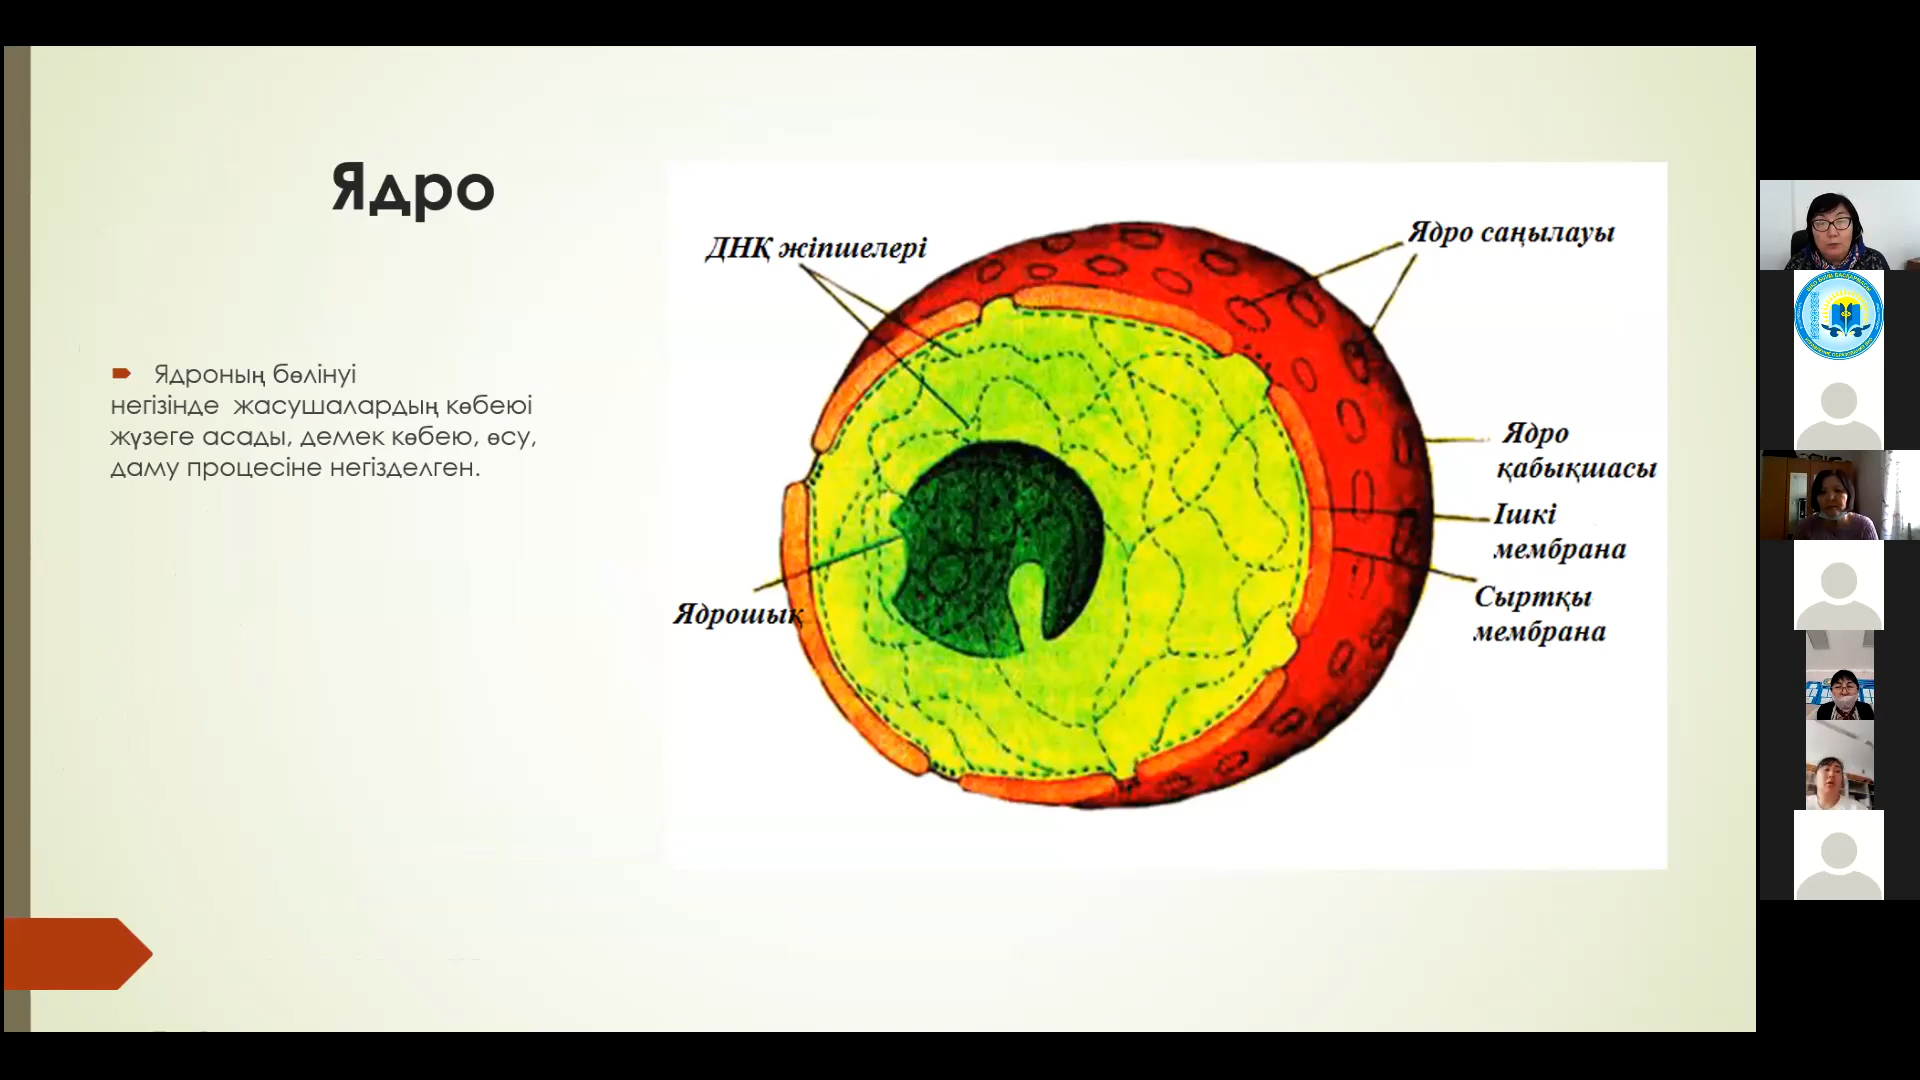 Ядро
Ядроның бөлінуі
негізінде жасушалардың көбеюі
жүзеге асады, демек көбею, өсу,
даму процесіне негізделген.
ДНҚ жіпшелері
Ядро саңылауы
Ядро
қабықшасы
Ішкі
мембрана
Сыртқы
мембрана
Ядрошық